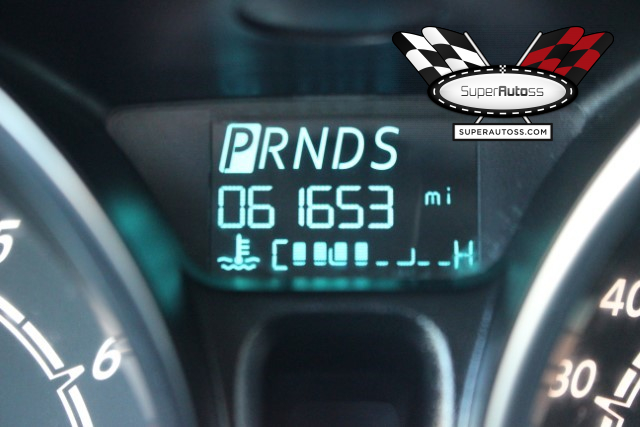 SuperAutoss
SUPERAUTOSS.COM
PRNDS
061653 mi
C H
5
6
40
30